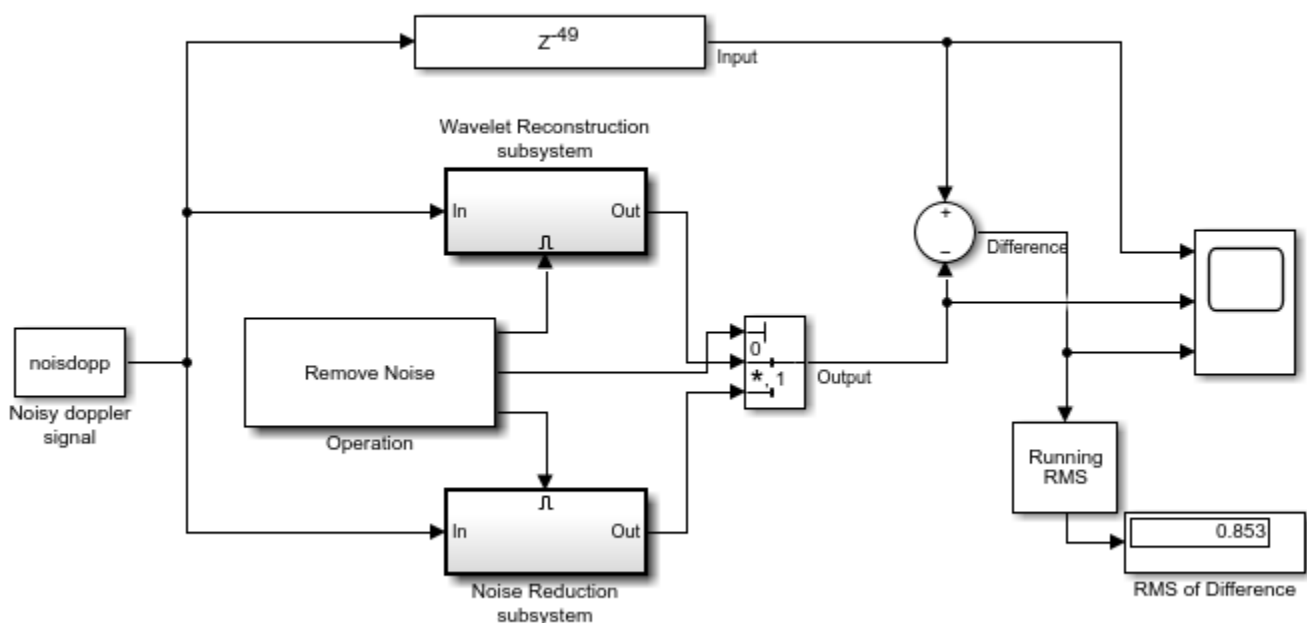 Z-49
Input
Wavelet Reconstruction
subsystem
In
Out
+
−
Difference
noisdopp
Noisy doppler
signal
Remove Noise
Operation
0
*, 1
Output
Running
RMS
In
Out
Noise Reduction
subsystem
0.853
RMS of Difference